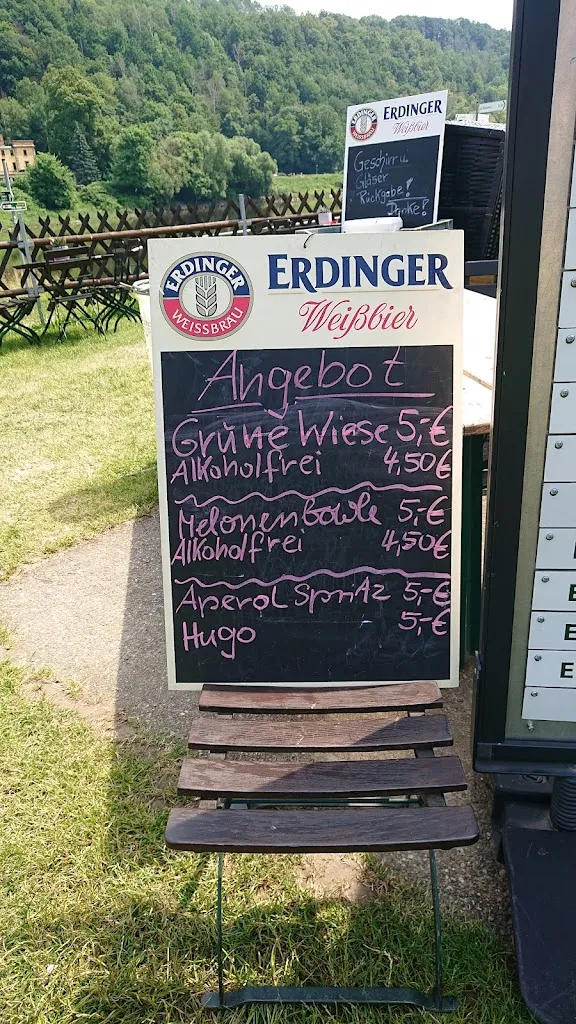 ERDINGER
Weißbier
Geschirr u.
Gläser
Rückgabe!
Danke!
ERDINGER
WEISSBRÄU
ERDINGER
Weißbier
Angebot
Grüne Wiese 5,-€
Alkoholfrei 4,50€
Melonenbowle 5,-€
Alkoholfrei 4,50€
Aperol Spritz 5,-€
Hugo 5,-€